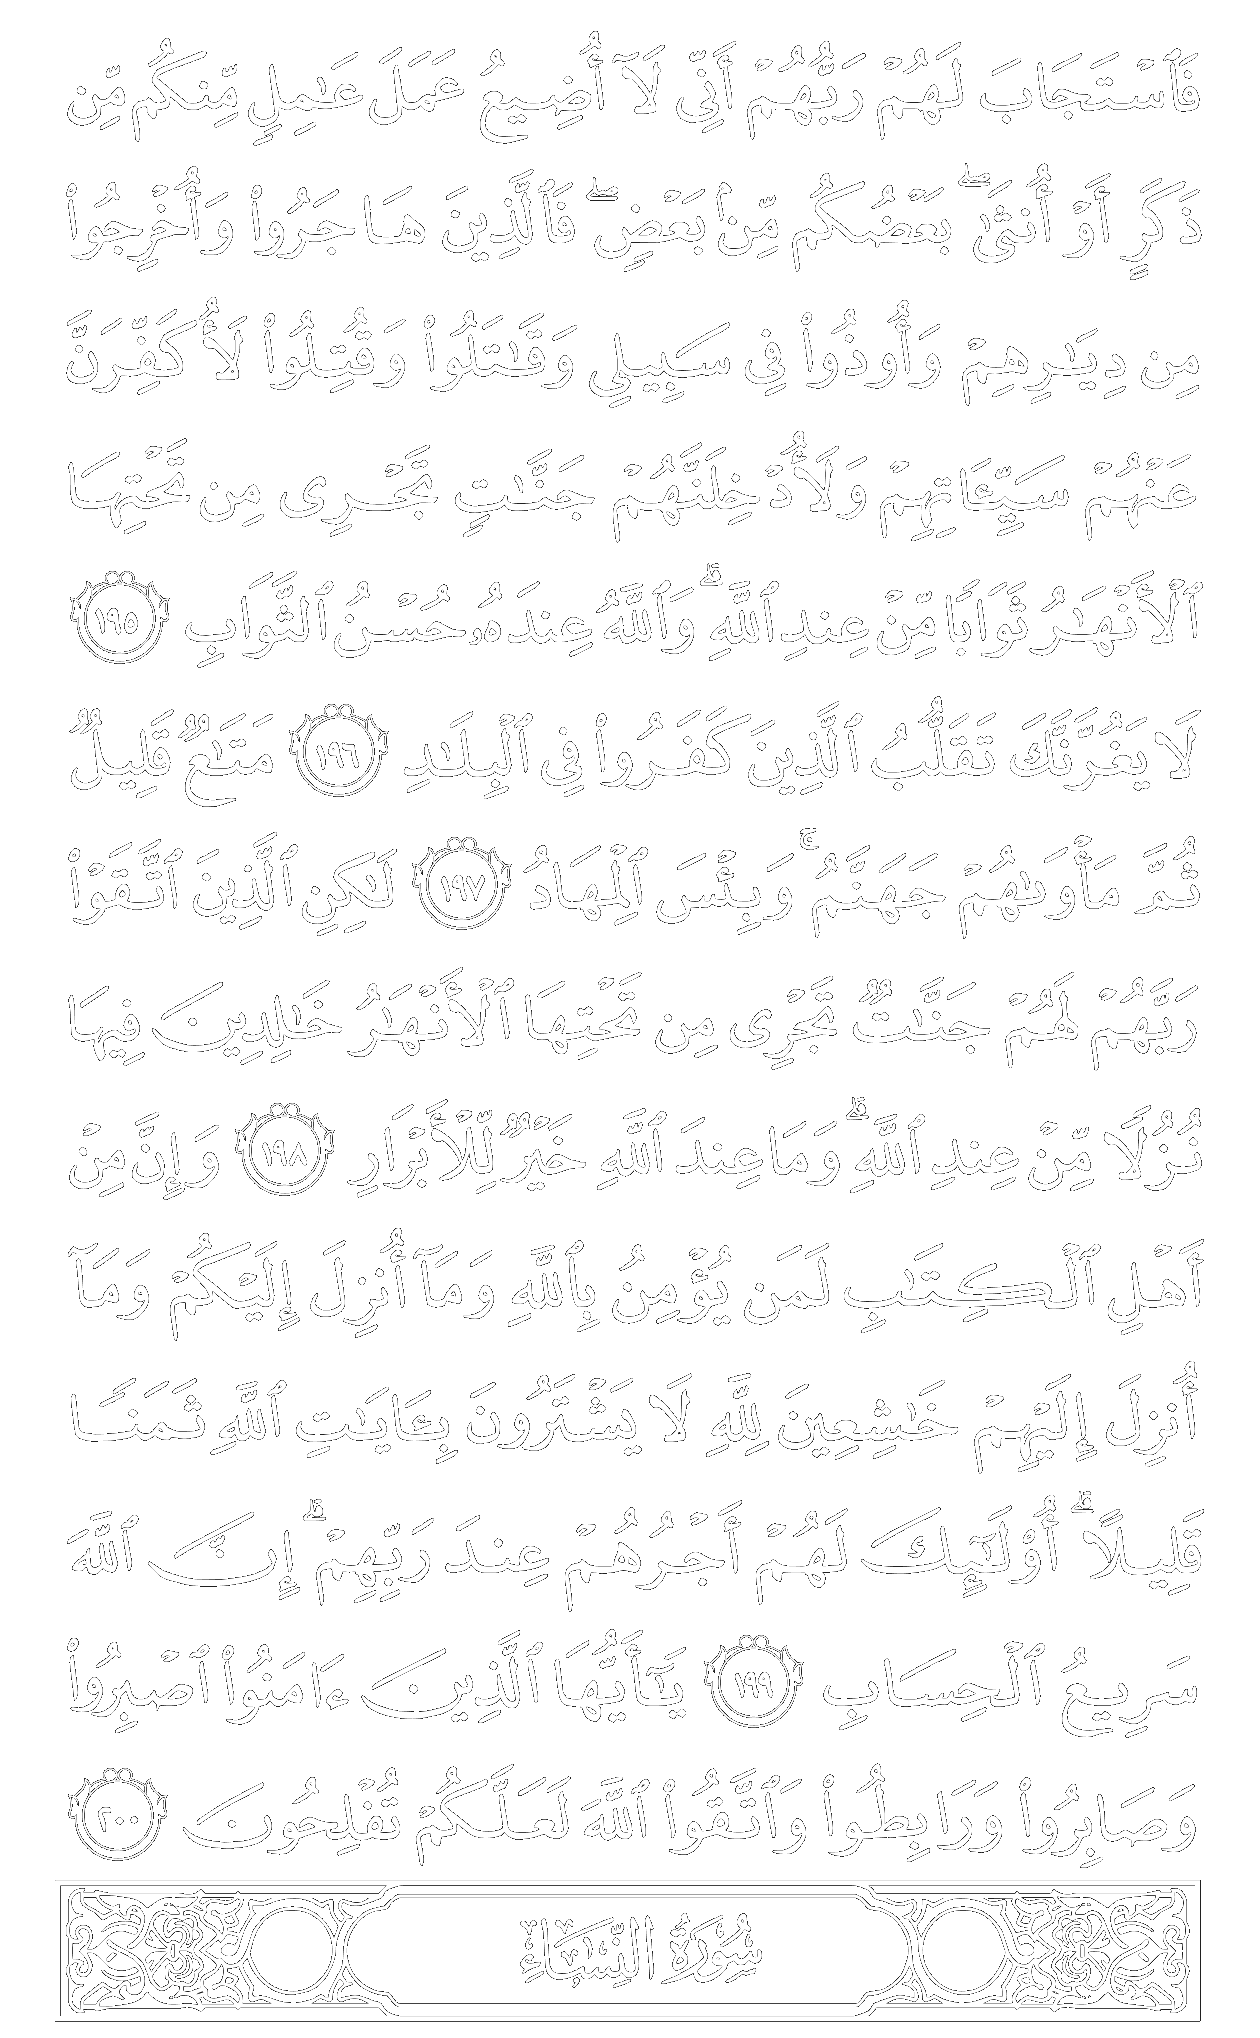 فَٱسْتَجَابَ لَهُمْ رَبُّهُمْ أَنِّى لَآ أُضِيعُ عَمَلَ عَـٰمِلٍ مِّنكُم مِّن
ذَكَرٍ أَوْ أُنثَىٰ ۖ بَعْضُكُم مِّنۢ بَعْضٍ ۖ فَٱلَّذِينَ هَاجَرُوا۟ وَأُخْرِجُوا۟
مِن دِيَـٰرِهِمْ وَأُوذُوا۟ فِى سَبِيلِى وَقَـٰتَلُوا۟ وَقُتِلُوا۟ لَأُكَفِّرَنَّ
عَنْهُمْ سَيِّـَٔاتِهِمْ وَلَأُدْخِلَنَّهُمْ جَنَّـٰتٍ تَجْرِى مِن تَحْتِهَا
ٱلْأَنْهَـٰرُ ثَوَابًا مِّنْ عِندِ ٱللَّهِ ۗ وَٱللَّهُ عِندَهُۥ حُسْنُ ٱلثَّوَابِ ١٩٥
لَا يَغُرَّنَّكَ تَقَلُّبُ ٱلَّذِينَ كَفَرُوا۟ فِى ٱلْبِلَـٰدِ ١٩٦ مَتَـٰعٌ قَلِيلٌ
ثُمَّ مَأْوَىٰهُمْ جَهَنَّمُ ۚ وَبِئْسَ ٱلْمِهَادُ ١٩٧ لَـٰكِنِ ٱلَّذِينَ ٱتَّقَوْا۟
رَبَّهُمْ لَهُمْ جَنَّـٰتٌ تَجْرِى مِن تَحْتِهَا ٱلْأَنْهَـٰرُ خَـٰلِدِينَ فِيهَا
نُزُلًا مِّنْ عِندِ ٱللَّهِ ۗ وَمَا عِندَ ٱللَّهِ خَيْرٌ لِّلْأَبْرَارِ ١٩٨ وَإِنَّ مِنْ
أَهْلِ ٱلْكِتَـٰبِ لَمَن يُؤْمِنُ بِٱللَّهِ وَمَآ أُنزِلَ إِلَيْكُمْ وَمَآ
أُنزِلَ إِلَيْهِمْ خَـٰشِعِينَ لِلَّهِ لَا يَشْتَرُونَ بِـَٔايَـٰتِ ٱللَّهِ ثَمَنًا
قَلِيلًا ۗ أُو۟لَـٰٓئِكَ لَهُمْ أَجْرُهُمْ عِندَ رَبِّهِمْ ۗ إِنَّ ٱللَّهَ
سَرِيعُ ٱلْحِسَابِ ١٩٩ يَـٰٓأَيُّهَا ٱلَّذِينَ ءَامَنُوا۟ ٱصْبِرُوا۟
وَصَابِرُوا۟ وَرَابِطُوا۟ وَٱتَّقُوا۟ ٱللَّهَ لَعَلَّكُمْ تُفْلِحُونَ ٢٠٠
سُورَةُ النِّسَاءِ